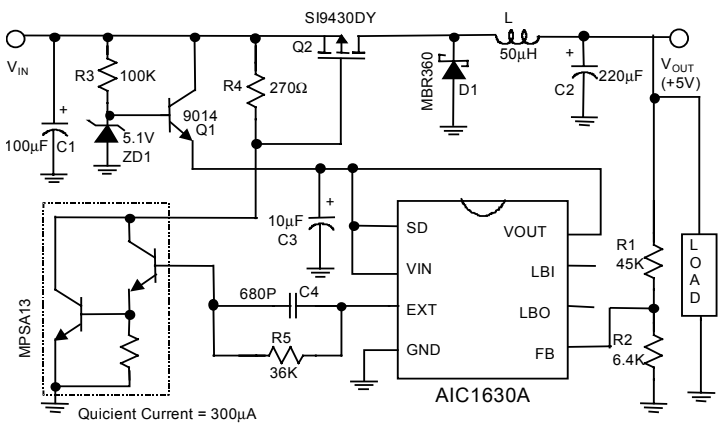 SI9430DY
L
Q2
50µH
V_IN
R3
100K
R4
270Ω
MBR360
D1
+
220µF
C2
V_OUT
(+5V)
9014
Q1
+
100µF
C1
5.1V
ZD1
10µF
+
C3
SD
VOUT
VIN
LBI
EXT
LBO
GND
FB
AIC1630A
R1
45K
R2
6.4K
LOAD
680P
C4
R5
36K
MPSA13
Quicient Current = 300µA